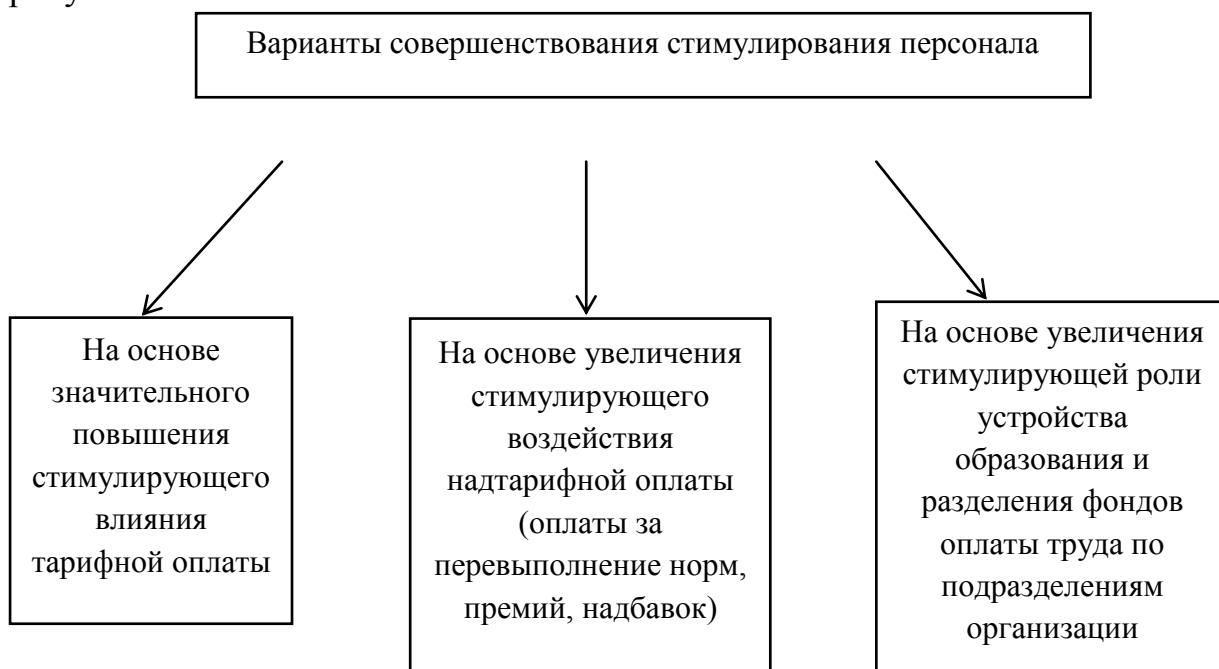 Варианты совершенствования стимулирования персонала
На основе
значительного
повышения
стимулирующего
влияния
тарифной оплаты
На основе увеличения
стимулирующего
воздействия
надтарифной оплаты
(оплаты за
перевыполнение норм,
премий, надбавок)
На основе увеличения
стимулирующей роли
устройства
образования и
разделения фондов
оплаты труда по
подразделениям
организации